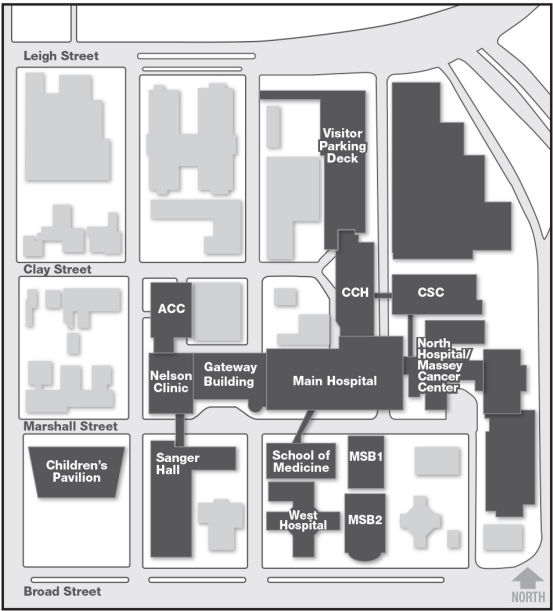 Leigh Street
Visitor
Parking
Deck
Clay Street
CCH
CSC
ACC
Nelson
Clinic
Gateway
Building
Main Hospital
North
Hospital/
Massey
Cancer
Center
Marshall Street
Children's
Pavilion
Sanger
Hall
School of
Medicine
MSB1
West
Hospital
MSB2
Broad Street
NORTH